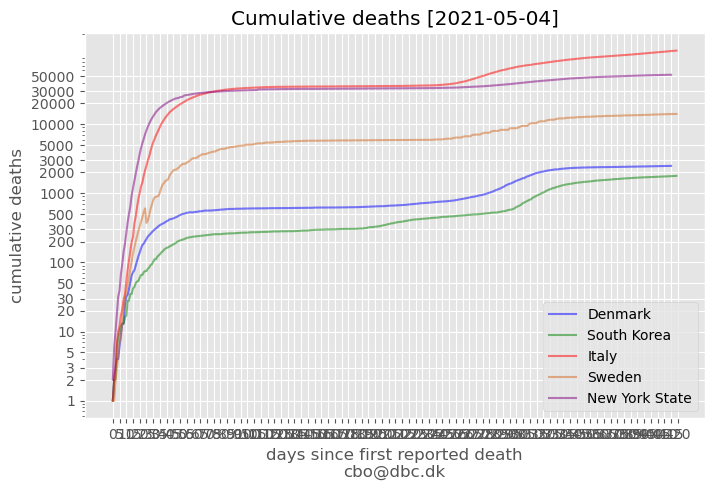 Cumulative deaths [2021-05-04]
cumulative deaths
50000
30000
20000
10000
5000
3000
2000
1000
500
300
200
100
50
30
20
10
5
3
2
1
Denmark
South Korea
Italy
Sweden
New York State
days since first reported death
cbo@dbc.dk